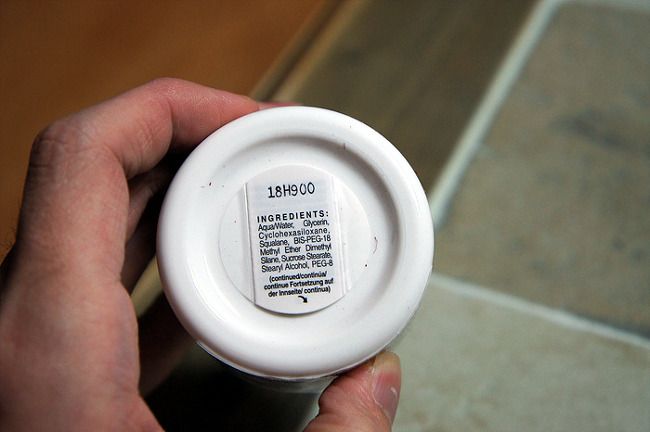 18H900
INGREDIENTS:
Aqua/Water, Glycerin,
Cyclohexasiloxane,
Squalane, BIS-PEG-18
Methyl Ether Dimethyl
Silane, Sucrose Stearate,
Stearyl Alcohol, PEG-8
(continued/continúa/
continue Fortsetzung auf
der Innseite/ continua)